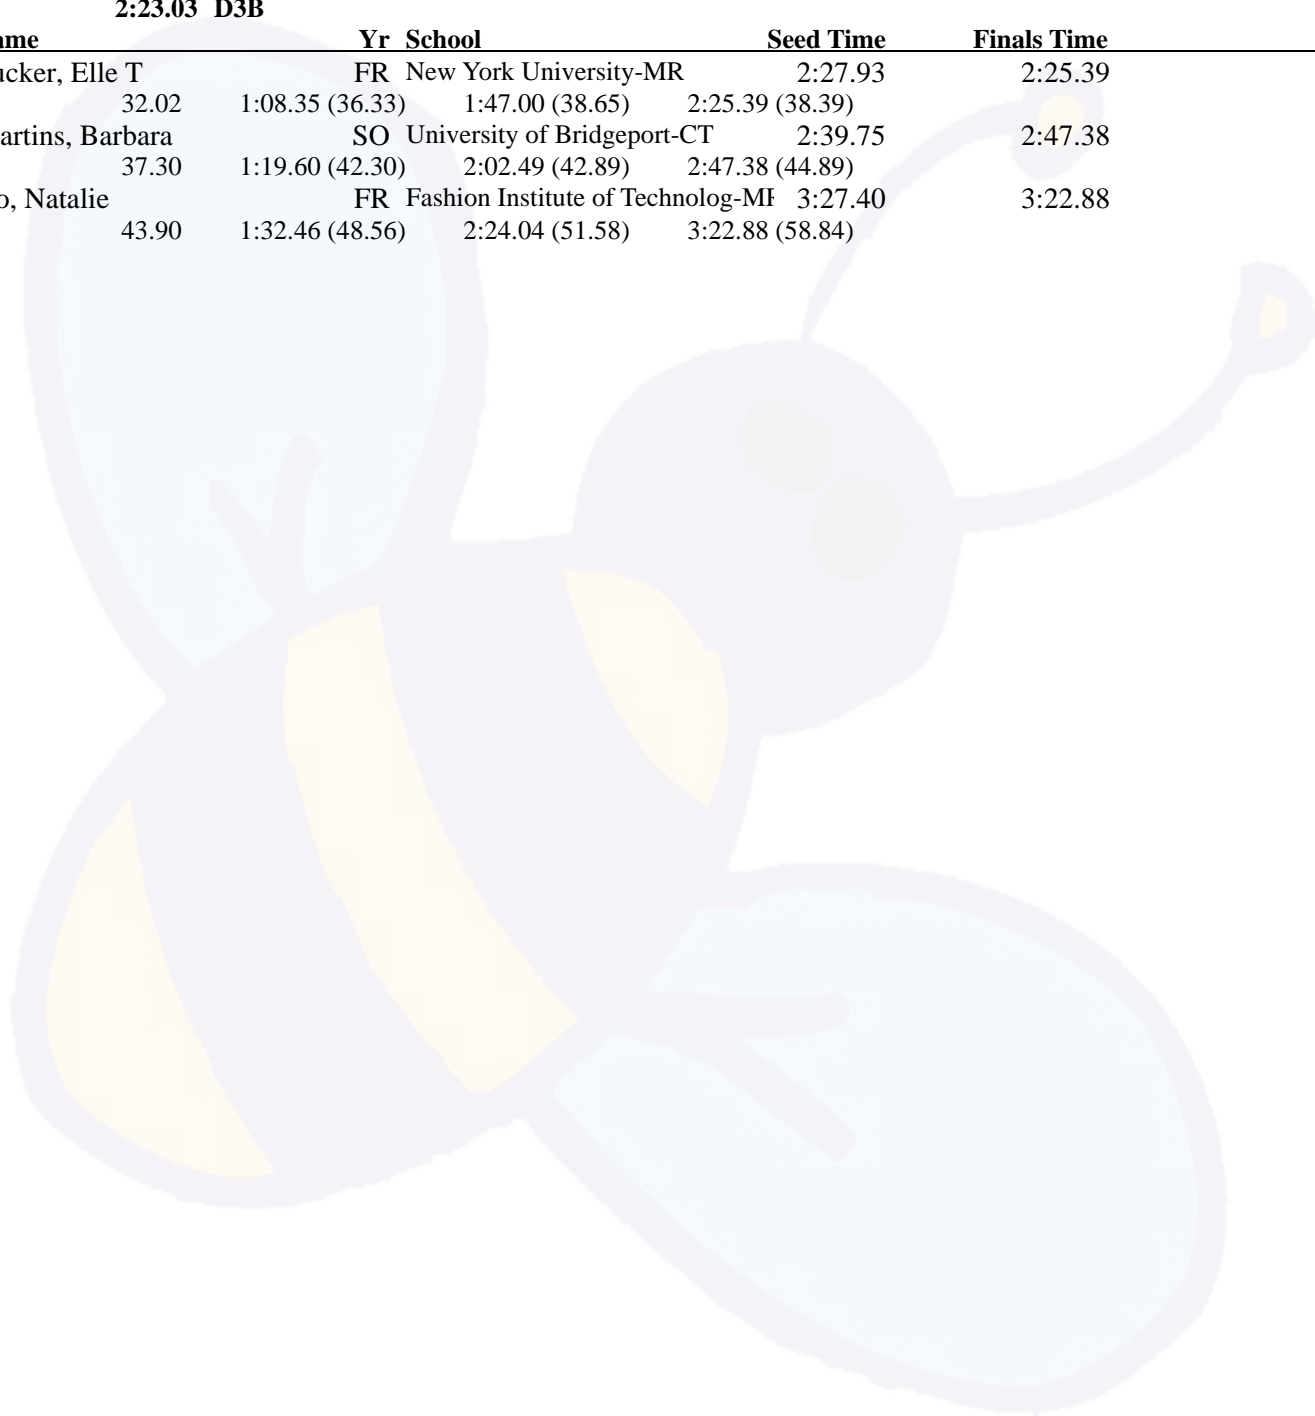 2:23.03 D3B
ame Yr School Seed Time Finals Time
ucker, Elle T FR New York University-MR 2:27.93 2:25.39
32.02 1:08.35 (36.33) 1:47.00 (38.65) 2:25.39 (38.39)
artins, Barbara SO University of Bridgeport-CT 2:39.75 2:47.38
37.30 1:19.60 (42.30) 2:02.49 (42.89) 2:47.38 (44.89)
o, Natalie FR Fashion Institute of Technolog-MR 3:27.40 3:22.88
43.90 1:32.46 (48.56) 2:24.04 (51.58) 3:22.88 (58.84)